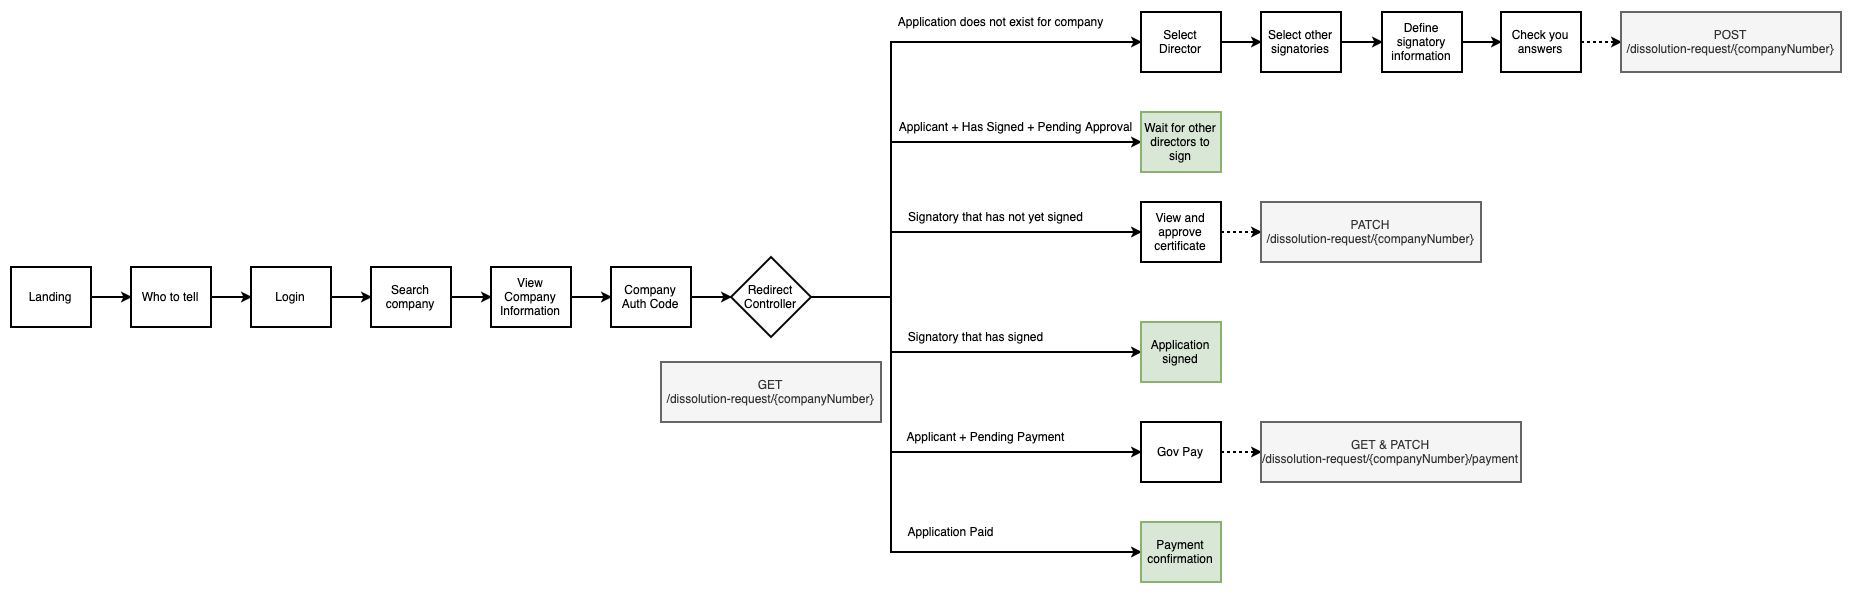 Application does not exist for company
Select
Director
Select other
signatories
Define
signatory
information
Check you
answers
POST
/dissolution-request/{companyNumber}
Applicant + Has Signed + Pending Approval
Wait for other
directors to
sign
Signatory that has not yet signed
View and
approve
certificate
PATCH
/dissolution-request/{companyNumber}
Landing
Who to tell
Login
Search
company
View
Company
Information
Company
Auth Code
Redirect
Controller
Signatory that has signed
Application
signed
GET
/dissolution-request/{companyNumber}
Applicant + Pending Payment
Gov Pay
GET & PATCH
/dissolution-request/{companyNumber}/payment
Application Paid
Payment
confirmation